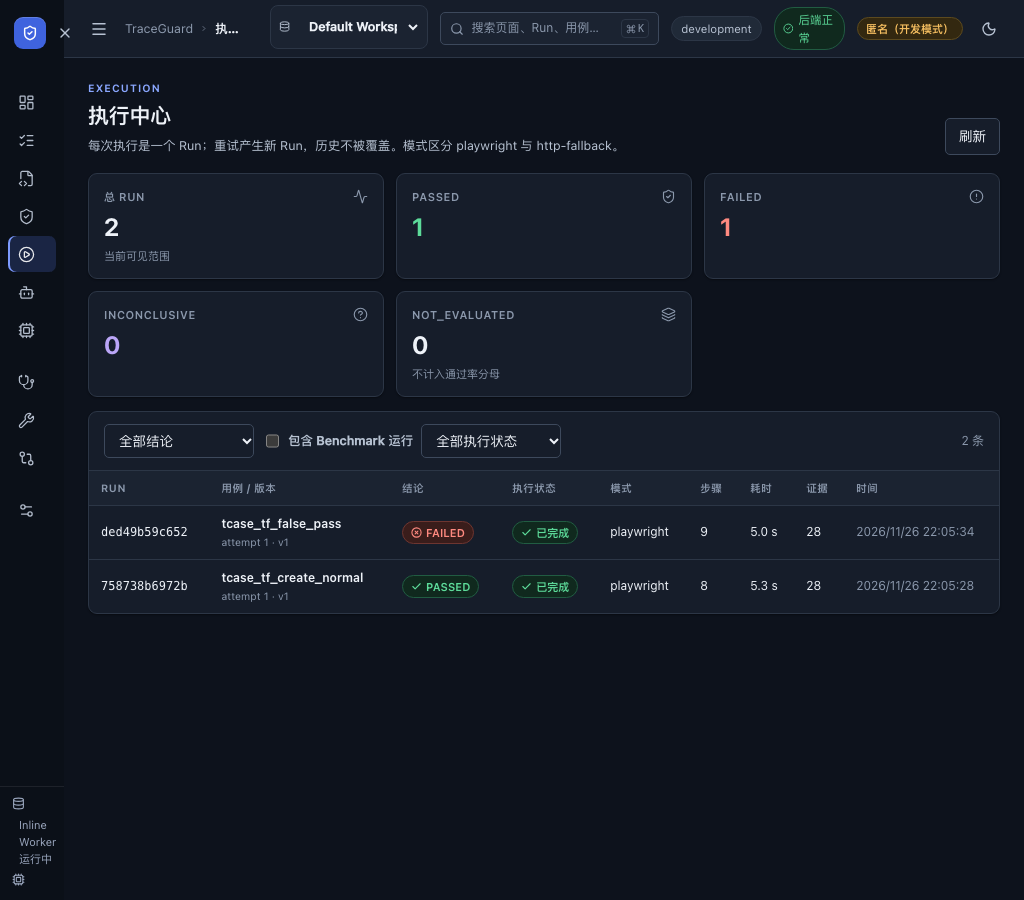 TraceGuard › 执...
Default Worksp
搜索页面、Run、用例...
⌘K
development
后端正
常
匿名（开发模式）
EXECUTION
执行中心
每次执行是一个 Run；重试产生新 Run，历史不被覆盖。模式区分 playwright 与 http-fallback。
刷新
总 RUN
2
当前可见范围
PASSED
1
FAILED
1
INCONCLUSIVE
0
NOT_EVALUATED
0
不计入通过率分母
全部结论 包含 Benchmark 运行 全部执行状态 2 条
RUN 用例 / 版本 结论 执行状态 模式 步骤 耗时 证据 时间
ded49b59c652 tcase_tf_false_pass FAILED 已完成 playwright 9 5.0 s 28 2026/11/26 22:05:34
attempt 1 · v1
758738b6972b tcase_tf_create_normal PASSED 已完成 playwright 8 5.3 s 28 2026/11/26 22:05:28
attempt 1 · v1
Inline
Worker
运行中